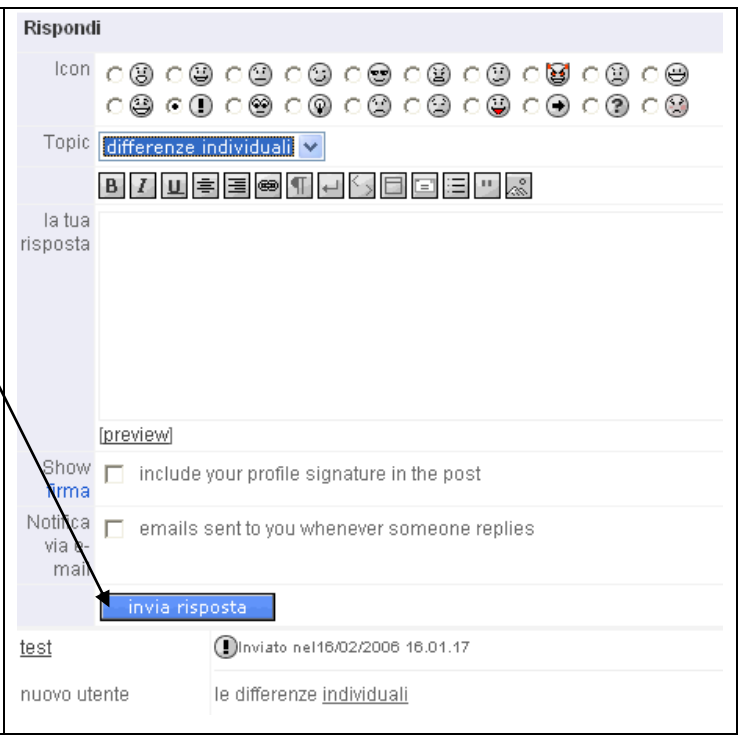 Rispondi
Icon
Topic differenze individuali
B I U
la tua
risposta
[preview]
Show
firma
include your profile signature in the post
Notifica
via e-
mail
emails sent to you whenever someone replies
invia risposta
test Inviato nel16/02/2006 16.01.17
nuovo utente le differenze individuali